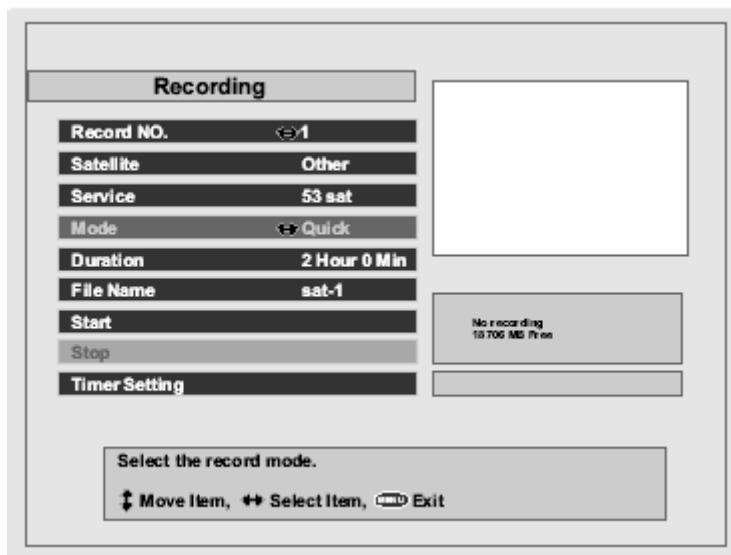 Recording
Record NO. 1
Satellite Other
Service 53 sat
Mode Quick
Duration 2 Hour 0 Min
File Name sat-1
Start
Stop
Timer Setting
No recording
18706 MB Free
Select the record mode.
Move Item, Select Item, Exit